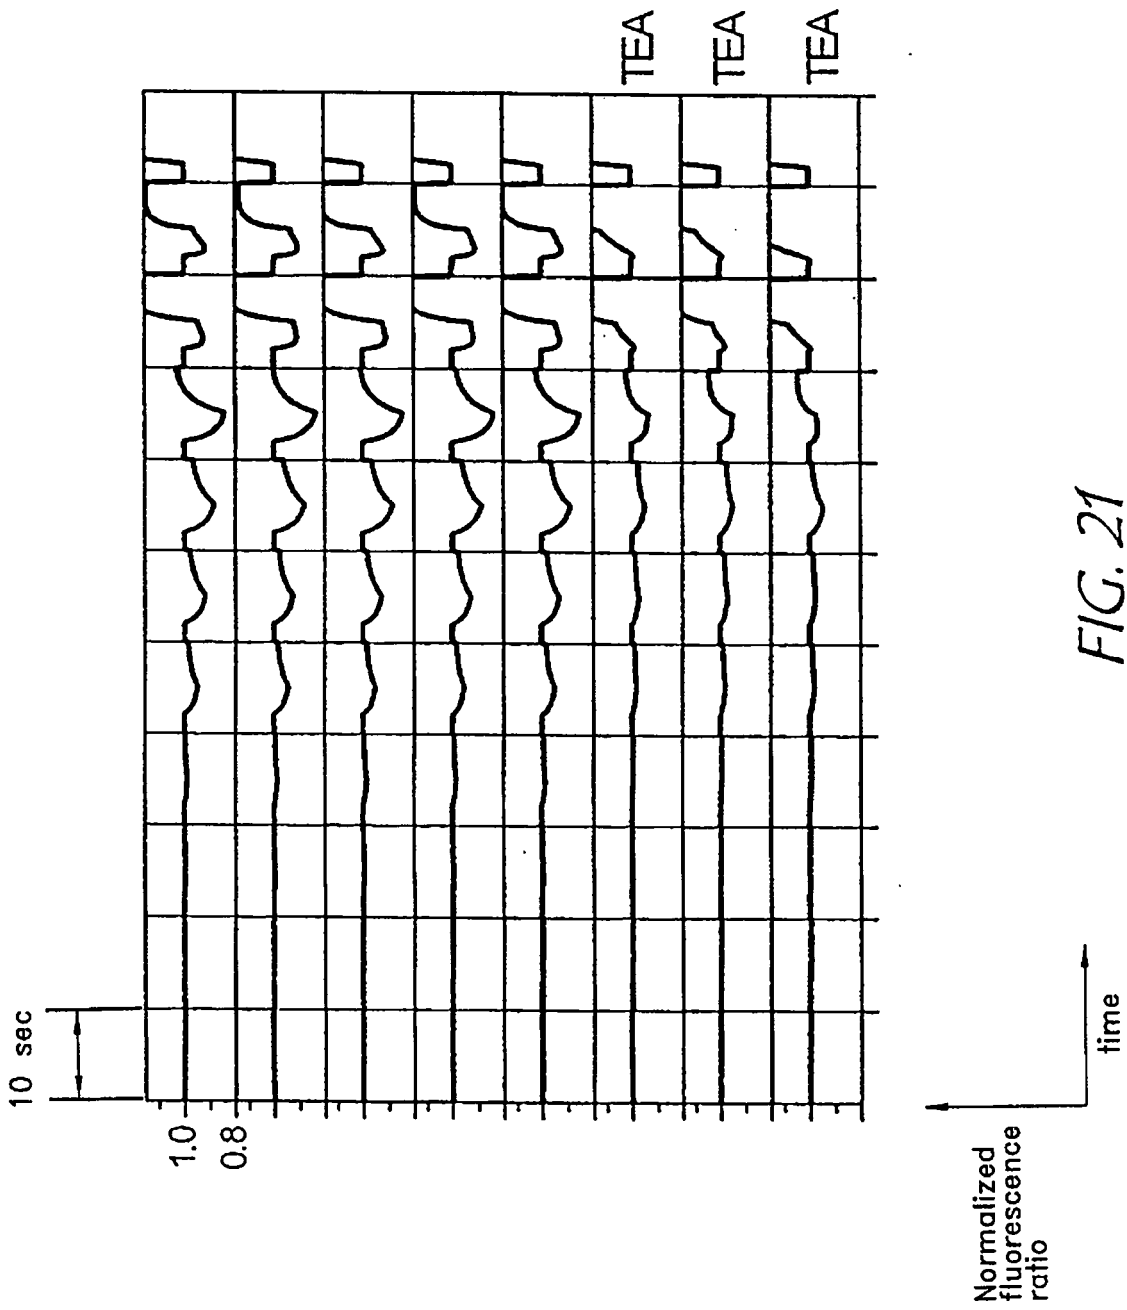 10 sec
1.0
0.8
TEA
TEA
TEA
Normalized
fluorescence
ratio
time
FIG. 21